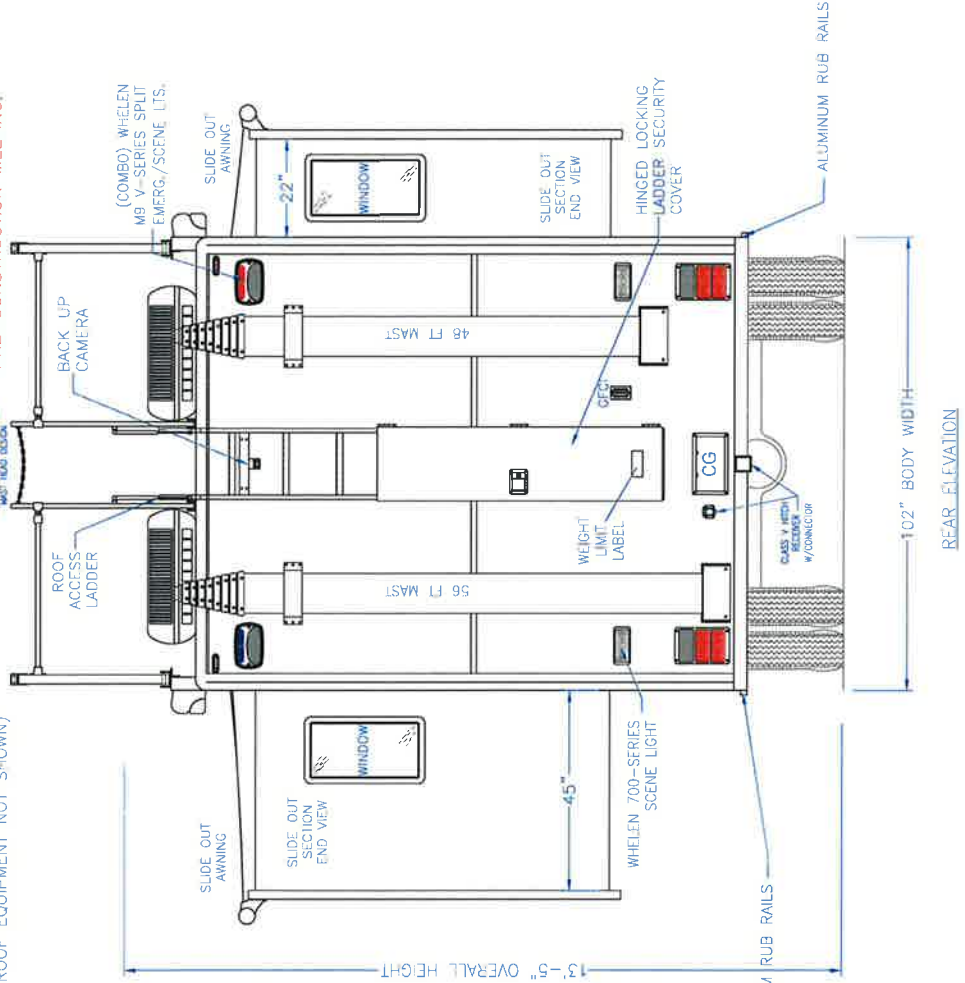 ROOF EQUIPMENT NOT SHOWN)
MAST HEAD DESIGN
BACK UP
CAMERA
ROOF
ACCESS
LADDER
(COMBO) WHELEN
M9 V-SERIES SPLIT
EMERG./SCENE LTS.
SLIDE OUT
AWNING
SLIDE OUT
AWNING
22"
WINDOW
WINDOW
SLIDE OUT
SECTION
END VIEW
SLIDE OUT
SECTION
END VIEW
48 FT MAST
56 FT MAST
HINGED LOCKING
LADDER SECURITY
COVER
45"
WHELEN 700-SERIES
SCENE LIGHT
WEIGHT
LIMIT
LABEL
GFCI
CG
CLASS V HITCH
RECEIVER
W/CONNECTOR
ALUMINUM RUB RAILS
M RUB RAILS
102" BODY WIDTH
13'-5" OVERALL HEIGHT
REAR ELEVATION